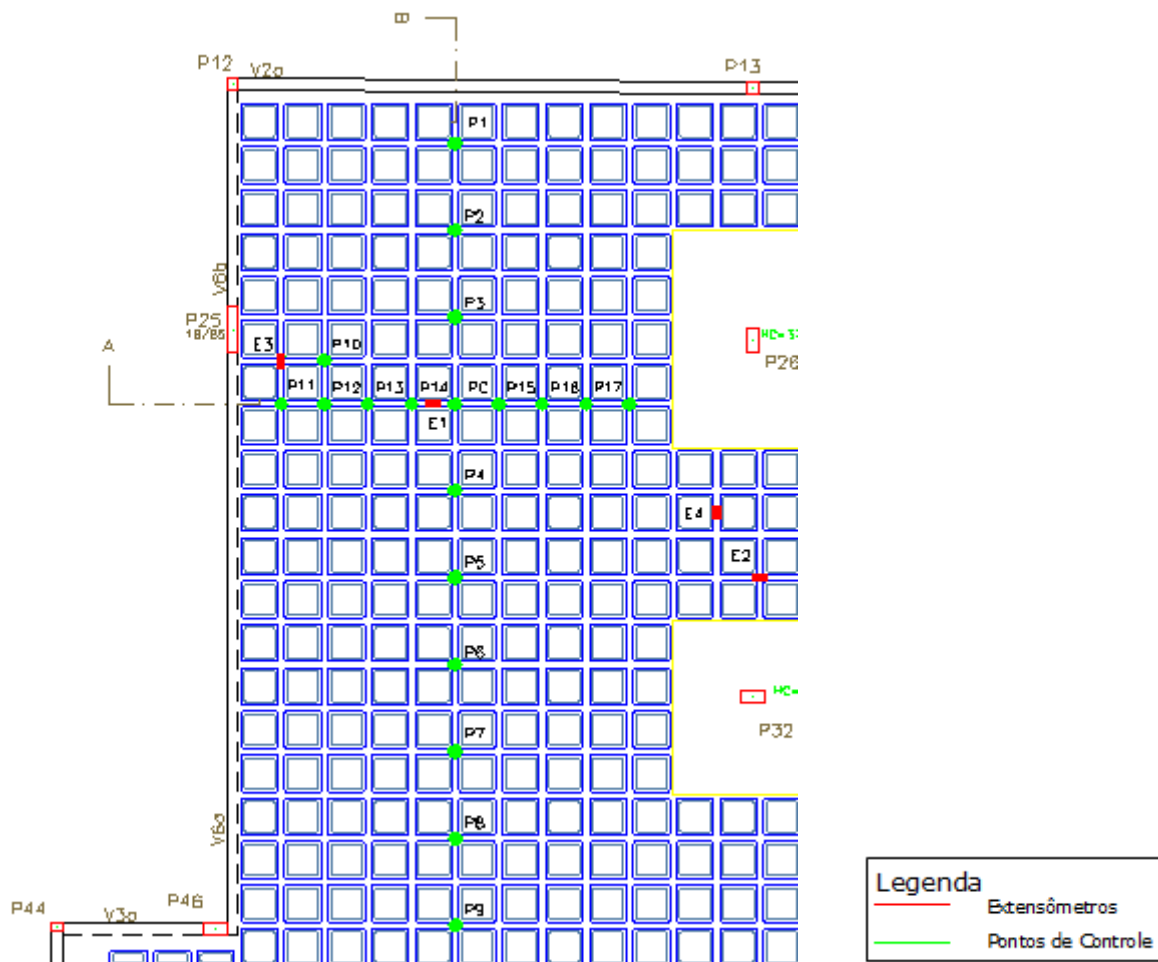 B
P12
V2a
P13
P1
P2
V6b
P3
P25
18/85
A
E3
P10
HC=3
P26
P11
P12
P13
P14
PC
P15
P16
P17
E1
P4
E4
E2
P5
P6
HC=
P7
P32
V6a
P8
P44
V3a
P46
P9
Legenda
Extensômetros
Pontos de Controle